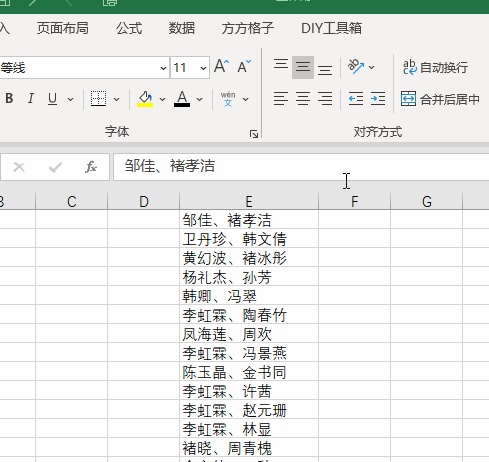 页面布局 公式 数据 方方格子 DIY工具箱
等线 11 A A ab 自动换行
B I U A wén 文 合并后居中
字体 对齐方式
fx 邹佳、褚孝洁
C D E F G
邹佳、褚孝洁
卫丹珍、韩文倩
黄幻波、褚冰彤
杨礼杰、孙芳
韩卿、冯翠
李虹霖、陶春竹
凤海莲、周欢
李虹霖、冯景燕
陈玉晶、金书同
李虹霖、许茜
李虹霖、赵元珊
李虹霖、林显
褚晓、周青槐